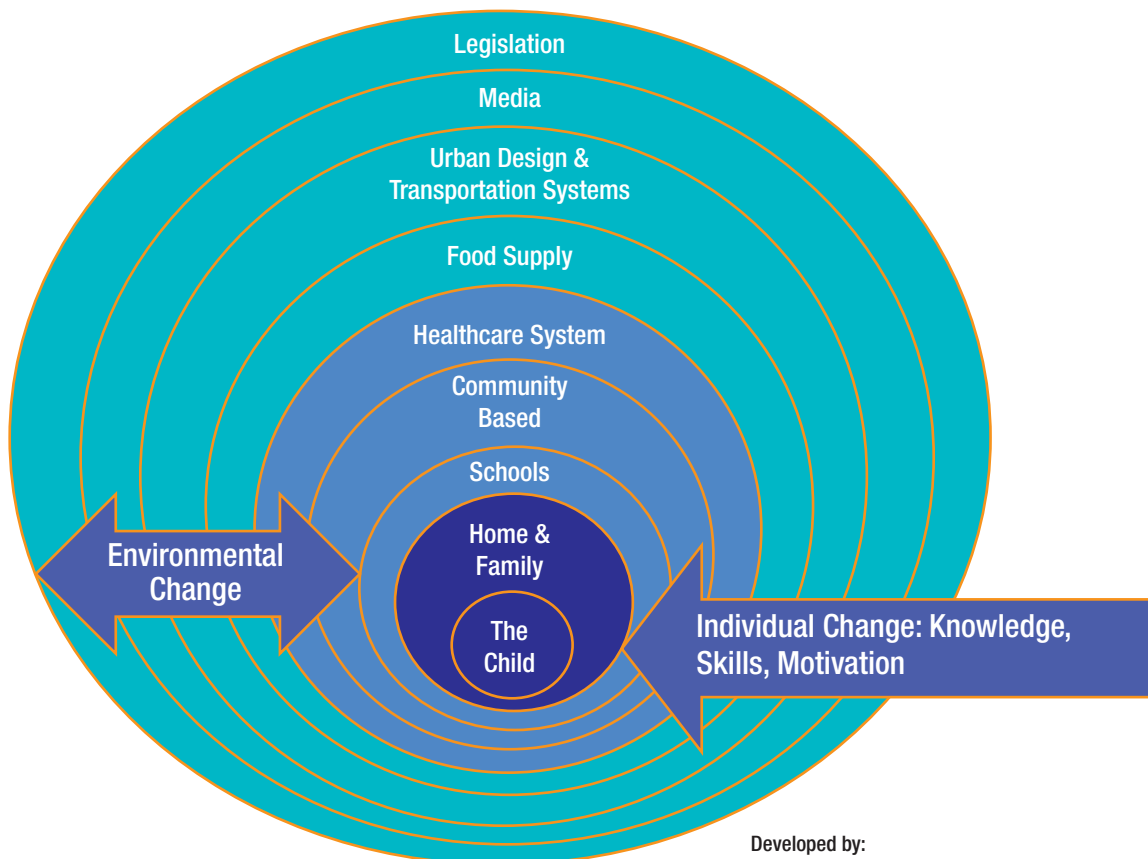 Legislation
Media
Urban Design &
Transportation Systems
Food Supply
Healthcare System
Community
Based
Schools
Home &
Family
The
Child
Environmental
Change
Individual Change: Knowledge,
Skills, Motivation
Developed by: